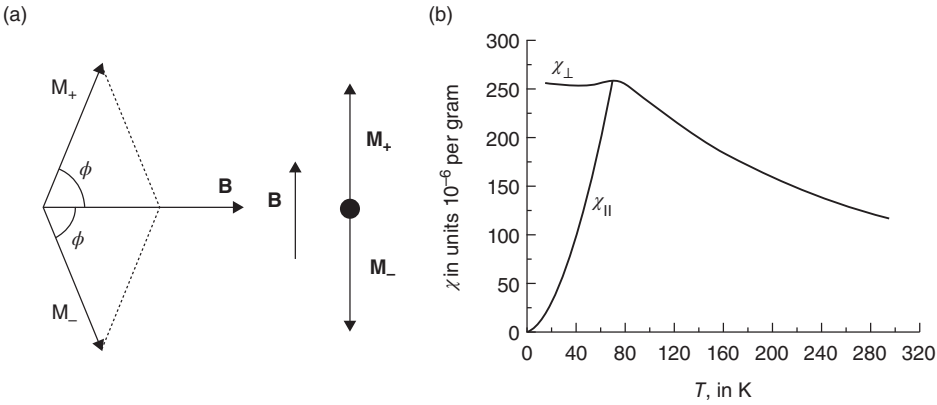 (a)
M₊
ϕ
B
ϕ
M₋
B
M₊
M₋
(b)
χ in units 10⁻⁶ per gram
300
250
200
150
100
50
0
χ⊥
χ||
0 40 80 120 160 200 240 280 320
T, in K